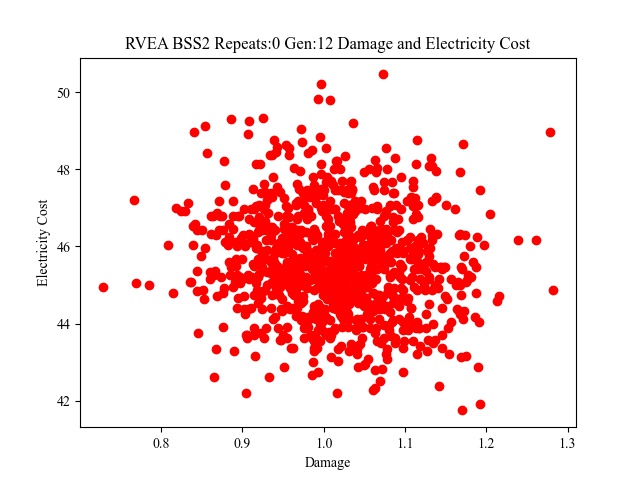 RVEA BSS2 Repeats:0 Gen:12 Damage and Electricity Cost
50
48
46
44
42
Electricity Cost
0.8 0.9 1.0 1.1 1.2 1.3
Damage